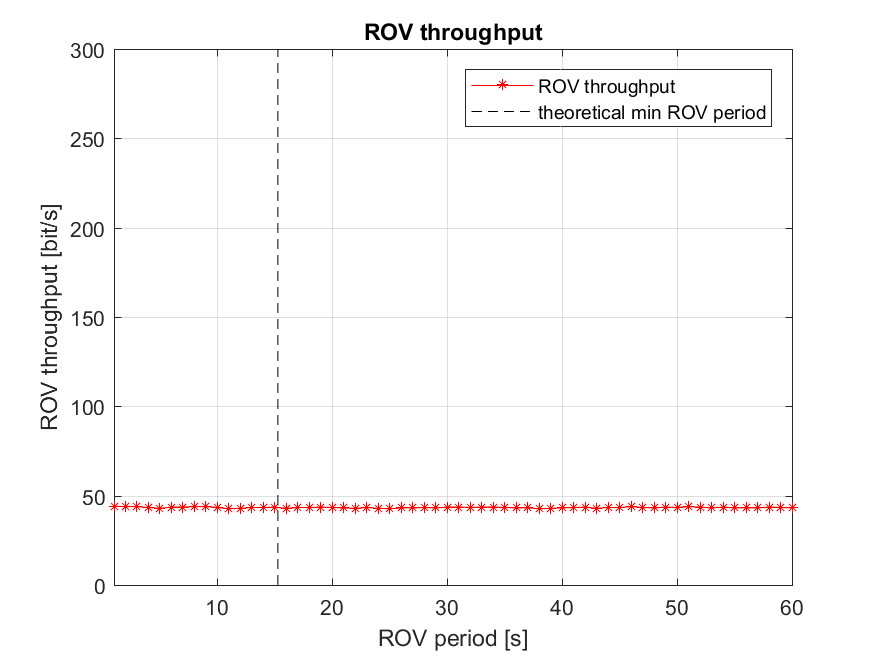 ROV throughput
300
250
200
150
100
50
0
ROV throughput [bit/s]
ROV throughput
theoretical min ROV period
10
20
30
40
50
60
ROV period [s]